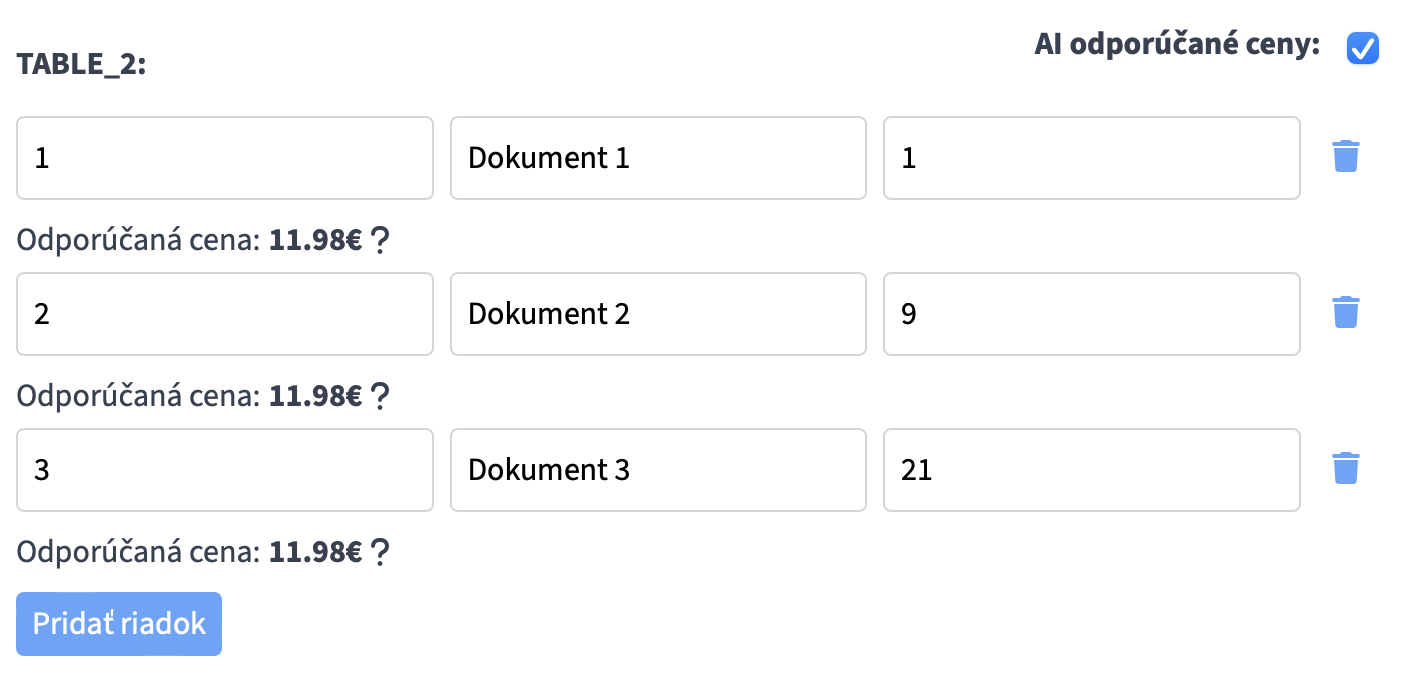 AI odporúčané ceny:
TABLE_2:
1 Dokument 1 1
Odporúčaná cena: 11.98€ ?
2 Dokument 2 9
Odporúčaná cena: 11.98€ ?
3 Dokument 3 21
Odporúčaná cena: 11.98€ ?
Pridať riadok